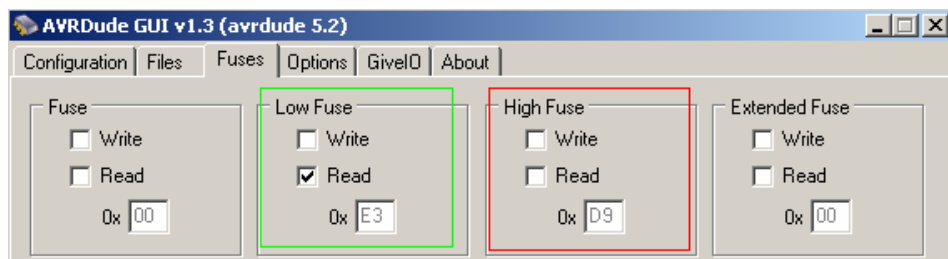 AVRDude GUI v1.3 (avrdude 5.2)
Configuration Files Fuses Options GiveIO About
Fuse Low Fuse High Fuse Extended Fuse
Write Write Write Write
Read Read Read Read
0x 00 0x E3 0x D9 0x 00